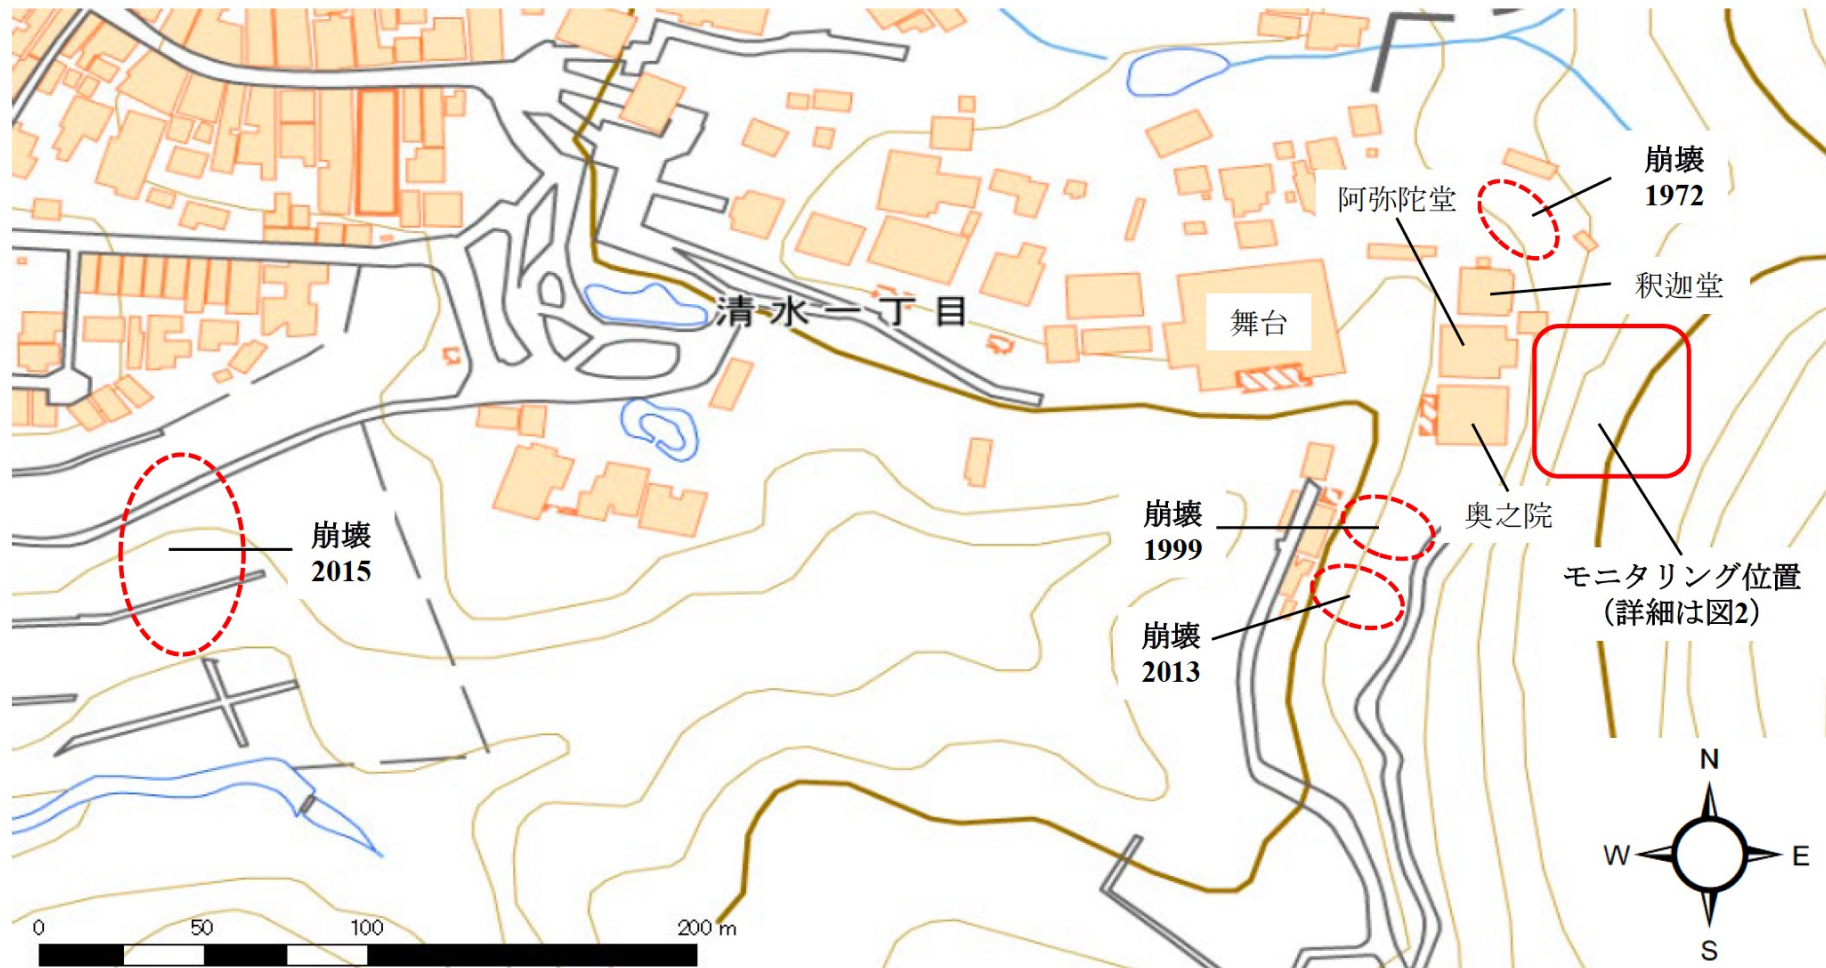 崩壊
1972
阿弥陀堂
釈迦堂
清水一丁目
舞台
崩壊
1999
奥之院
崩壊
2015
モニタリング位置
（詳細は図2）
崩壊
2013
N
W
E
S
0
50
100
200 m